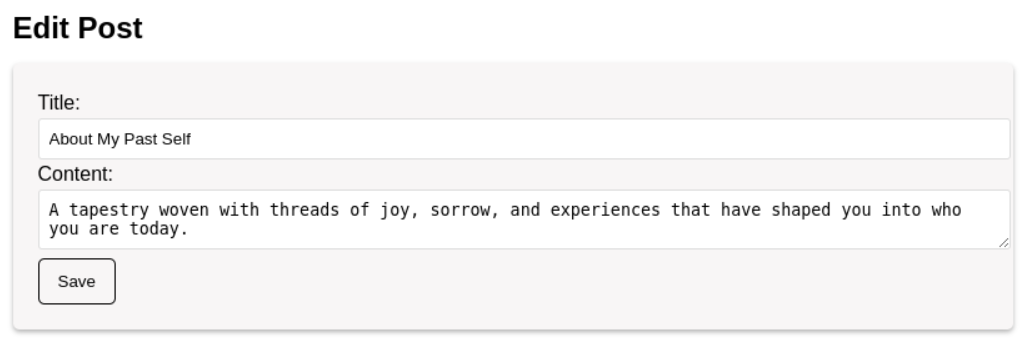 Edit Post
Title:
About My Past Self
Content:
A tapestry woven with threads of joy, sorrow, and experiences that have shaped you into who
you are today.
Save